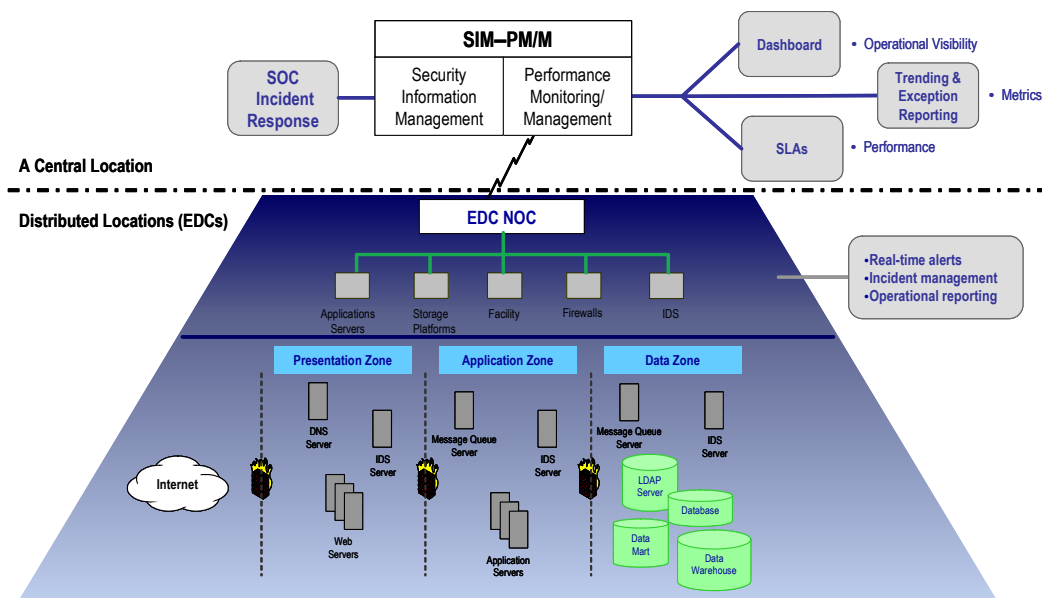 SIM–PM/M
Security
Information
Management
Performance
Monitoring/
Management
SOC
Incident
Response
Dashboard
• Operational Visibility
Trending &
Exception
Reporting
• Metrics
SLAs
• Performance
A Central Location
Distributed Locations (EDCs)
EDC NOC
Applications
Servers
Storage
Platforms
Facility
Firewalls
IDS
•Real-time alerts
•Incident management
•Operational reporting
Presentation Zone
Application Zone
Data Zone
DNS
Server
IDS
Server
Web
Servers
Message Queue
Server
IDS
Server
Application
Servers
Message Queue
Server
IDS
Server
LDAP
Server
Database
Data
Mart
Data
Warehouse
Internet